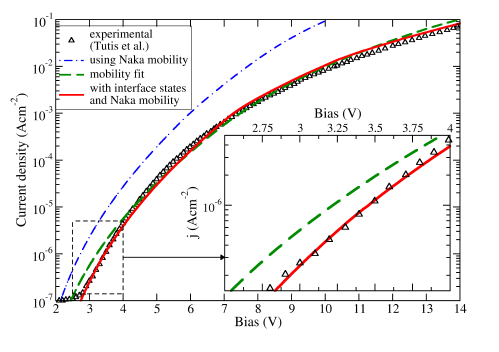 10^-1
10^-2
10^-3
10^-4
10^-5
10^-6
10^-7
Current density (Acm^-2)
experimental
(Tutis et al.)
using Naka mobility
mobility fit
with interface states
and Naka mobility
Bias (V)
2.75 3 3.25 3.5 3.75 4
j (Acm^-2)
10^-6
2 3 4 5 6 7 8 9 10 11 12 13 14
Bias (V)